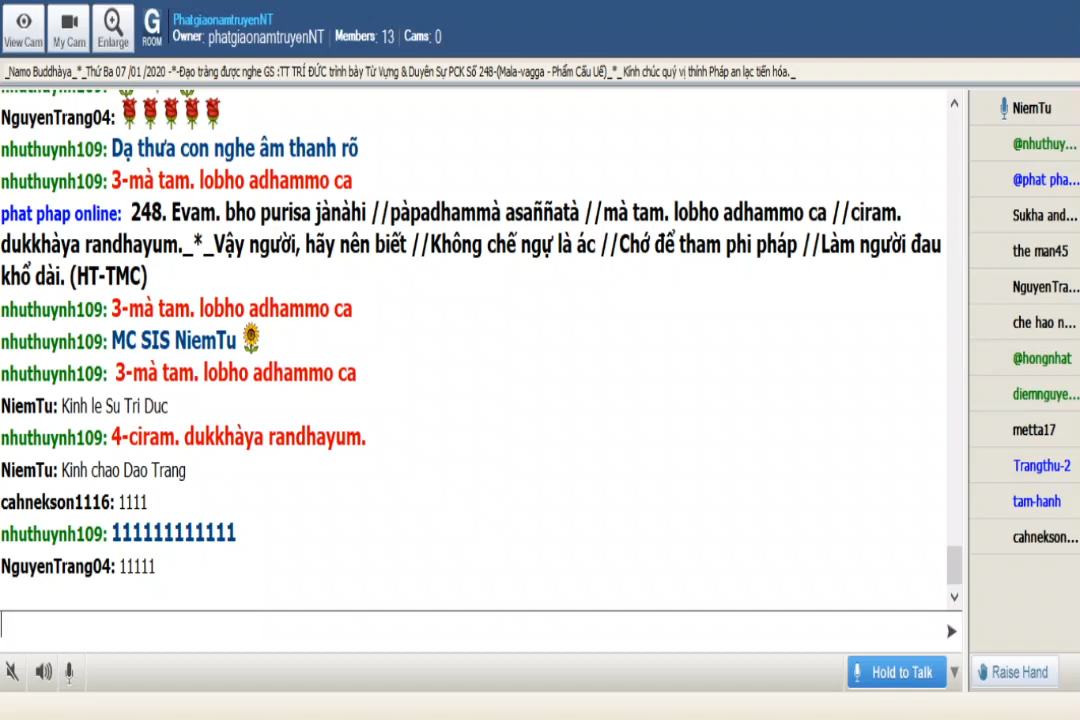 View Cam
My Cam
Enlarge
G
ROOM
PhatgiaonamtruyenNT
Owner: phatgiaonamtruyenNT Members: 13 Cams: 0
_Namo Buddhàya_*_Thứ Ba 07 /01 /2020 -*-Đạo tràng được nghe GS :TT TRÍ ĐỨC trình bày Từ Vựng & Duyên Sự PCK Số 248-(Mala-vagga - Phẩm Cấu Uế)_*_ Kính chúc quý vị thính Pháp an lạc tiến hóa._
NguyenTrang04:
nhuthuynh109: Dạ thưa con nghe âm thanh rõ
nhuthuynh109: 3-mà tam. lobho adhammo ca
phat phap online: 248. Evam. bho purisa jànàhi //pàpadhammà asaññatà //mà tam. lobho adhammo ca //ciram.
dukkhàya randhayum._*_Vậy người, hãy nên biết //Không chế ngự là ác //Chớ để tham phi pháp //Làm người đau
khổ dài. (HT-TMC)
nhuthuynh109: 3-mà tam. lobho adhammo ca
nhuthuynh109: MC SIS NiemTu
nhuthuynh109: 3-mà tam. lobho adhammo ca
NiemTu: Kinh le Su Tri Duc
nhuthuynh109: 4-ciram. dukkhàya randhayum.
NiemTu: Kinh chao Dao Trang
cahnekson1116: 1111
nhuthuynh109: 111111111111
NguyenTrang04: 11111
Hold to Talk
NiemTu
@nhuthuy...
@phat pha...
Sukha and...
the man45
NguyenTra...
che hao n...
@hongnhat
diemnguye...
metta17
Trangthu-2
tam-hanh
cahnekson...
Raise Hand